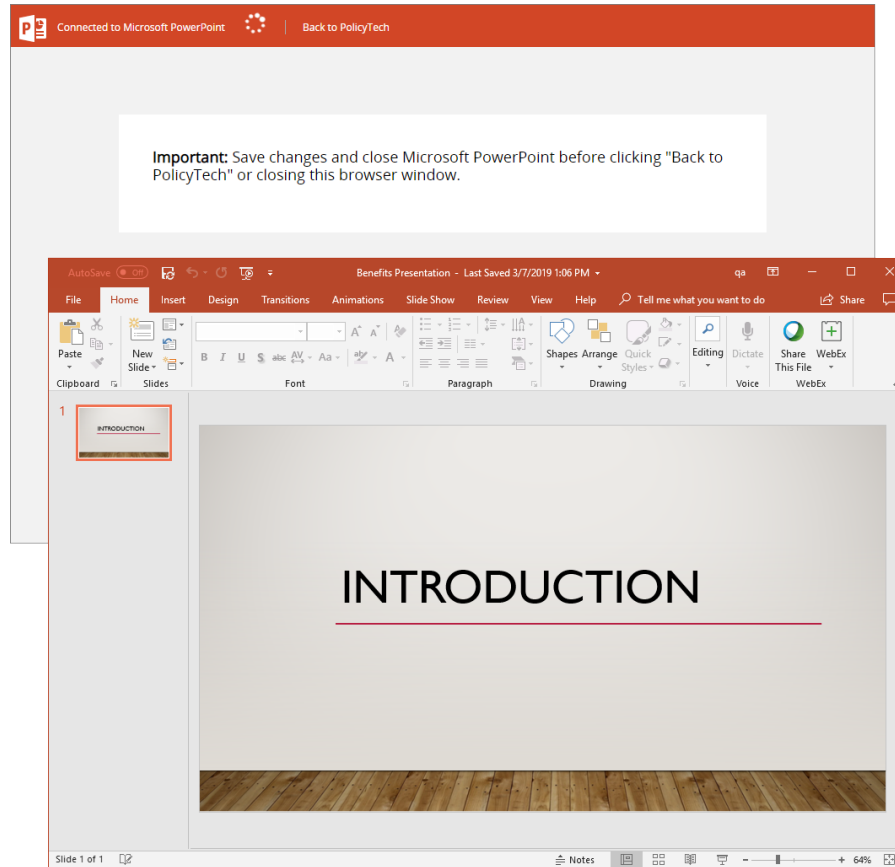 Connected to Microsoft PowerPoint
Back to PolicyTech
Important: Save changes and close Microsoft PowerPoint before clicking "Back to
PolicyTech" or closing this browser window.
AutoSave Off Benefits Presentation - Last Saved 3/7/2019 1:06 PM qa
File Home Insert Design Transitions Animations Slide Show Review View Help Tell me what you want to do Share
Paste New Slide Shapes Arrange Quick Styles Editing Dictate Share This File WebEx
B I U S abc AV Aa A
Clipboard Slides Font Paragraph Drawing Voice WebEx
1
INTRODUCTION
INTRODUCTION
Slide 1 of 1 Notes 64%